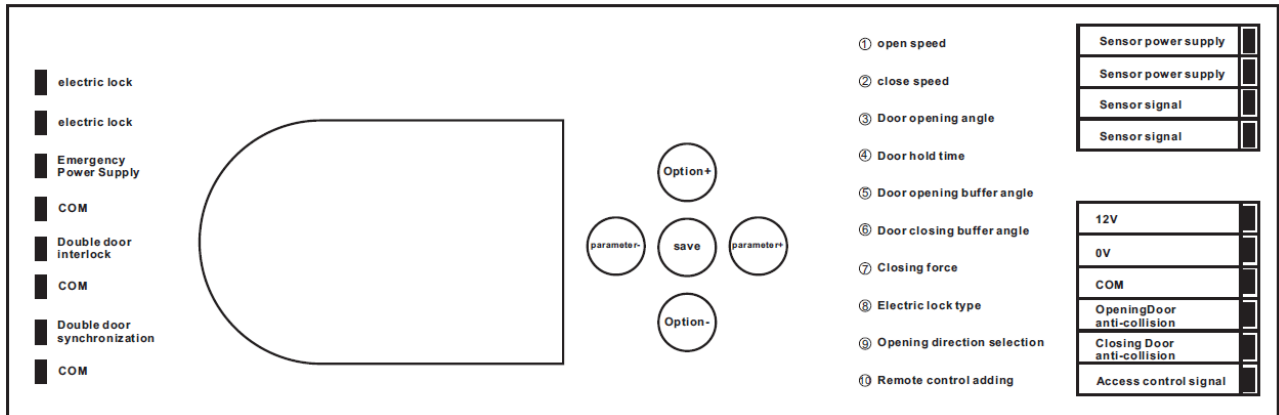 electric lock
electric lock
Emergency
Power Supply
COM
Double door
interlock
COM
Double door
synchronization
COM
Option+
parameter-
save
parameter+
Option-
① open speed
② close speed
③ Door opening angle
④ Door hold time
⑤ Door opening buffer angle
⑥ Door closing buffer angle
⑦ Closing force
⑧ Electric lock type
⑨ Opening direction selection
⑩ Remote control adding
Sensor power supply
Sensor power supply
Sensor signal
Sensor signal
12V
0V
COM
OpeningDoor
anti-collision
Closing Door
anti-collision
Access control signal